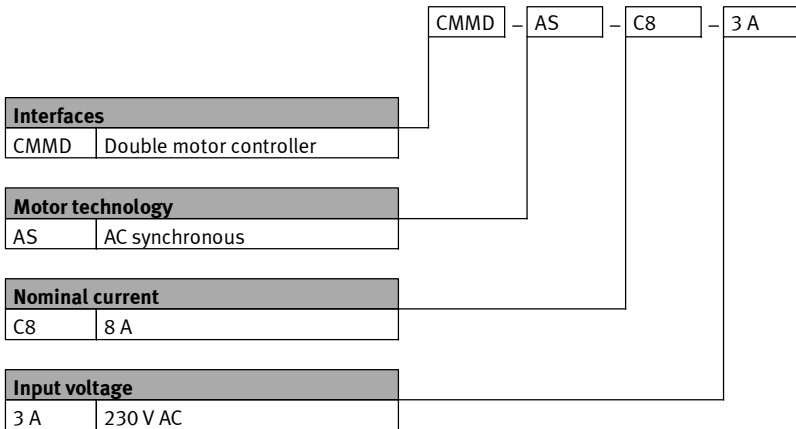 CMMD – AS – C8 – 3 A
Interfaces
CMMD Double motor controller
Motor technology
AS AC synchronous
Nominal current
C8 8 A
Input voltage
3 A 230 V AC